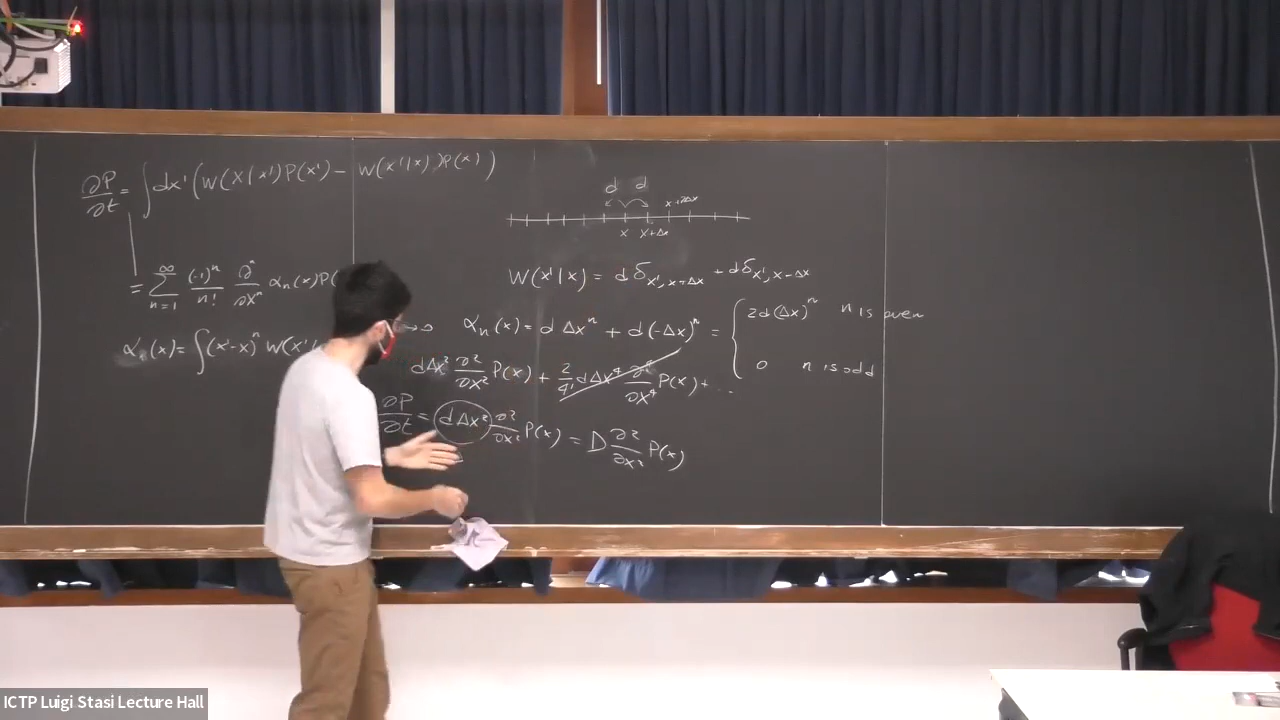 ∂P/∂t = ∫dx'(W(x|x')P(x') - W(x'|x)P(x))
= ∑_{n=1}^{∞} (-1)^n/n! ∂^n/∂x^n α_n(x)P(
α_n(x) = ∫(x'-x)^n W(x'
d d
x x+Δx x+2Δx
W(x'|x) = d δ_{x', x+Δx} + d δ_{x', x-Δx}
α_n(x) = d Δx^n + d(-Δx)^n = { 2d(Δx)^n n is even
0 n is odd
dΔx² ∂²/∂x² P(x) + 2/4! dΔx⁴ ∂⁴/∂x⁴ P(x) + ...
∂P/∂t = dΔx² ∂²/∂x² P(x) = D ∂²/∂x² P(x)
ICTP Luigi Stasi Lecture Hall